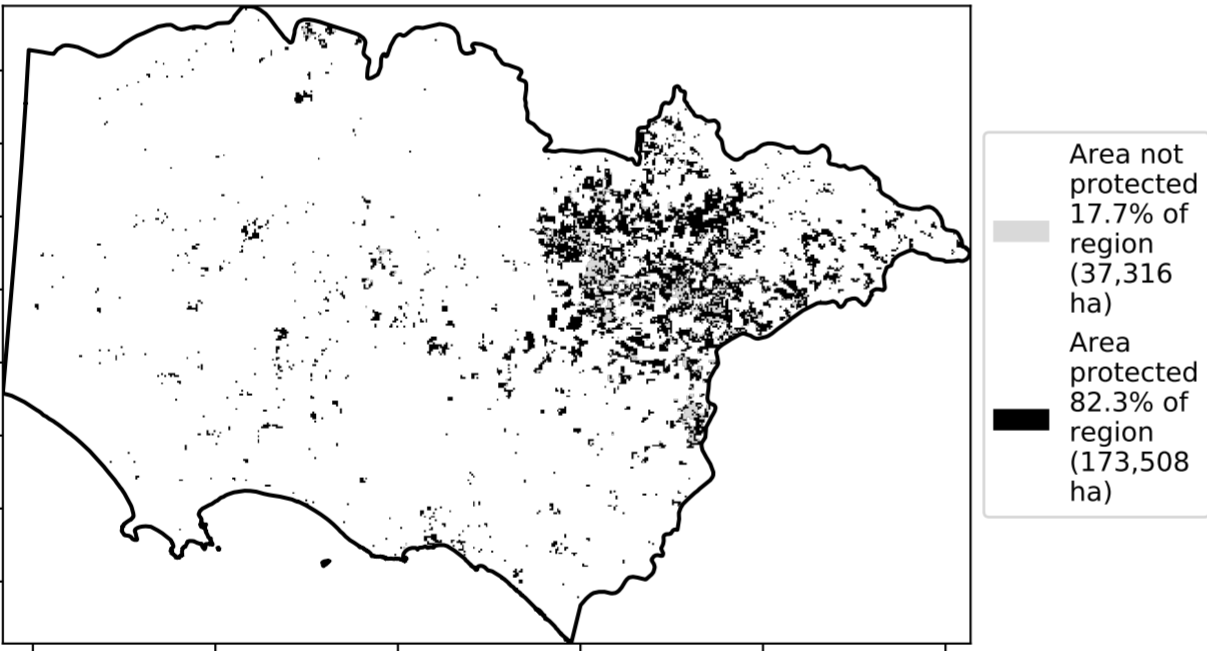 Area not
protected
17.7% of
region
(37,316
ha)
Area
protected
82.3% of
region
(173,508
ha)